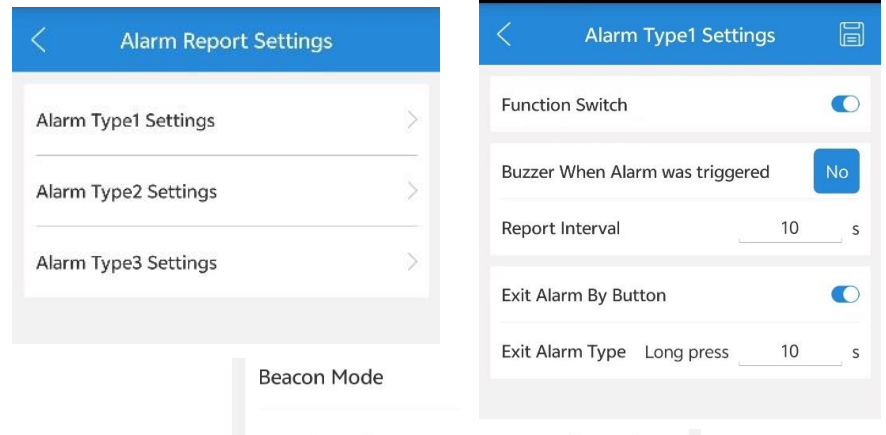 Alarm Report Settings
Alarm Type1 Settings
Alarm Type2 Settings
Alarm Type3 Settings
Beacon Mode
Alarm Type1 Settings
Function Switch
Buzzer When Alarm was triggered No
Report Interval 10 s
Exit Alarm By Button
Exit Alarm Type Long press 10 s